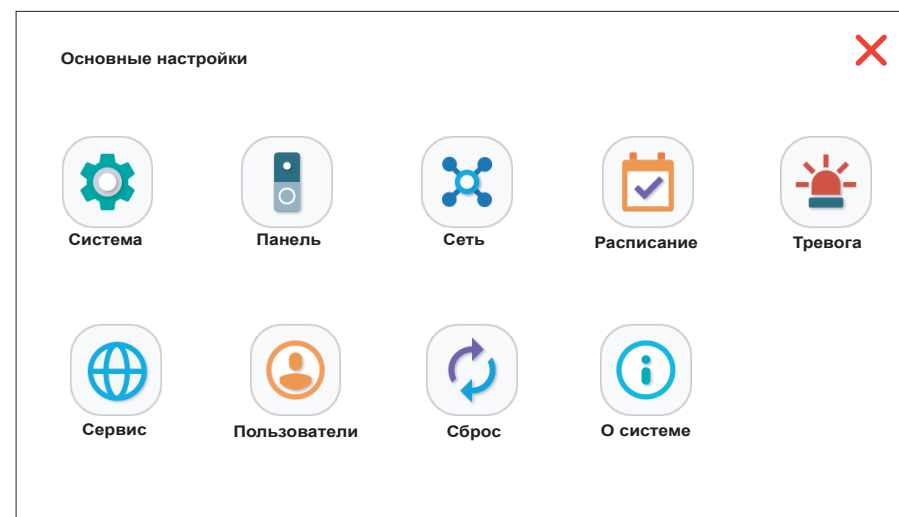 Основные настройки
Система
Панель
Сеть
Расписание
Тревога
Сервис
Пользователи
Сброс
О системе